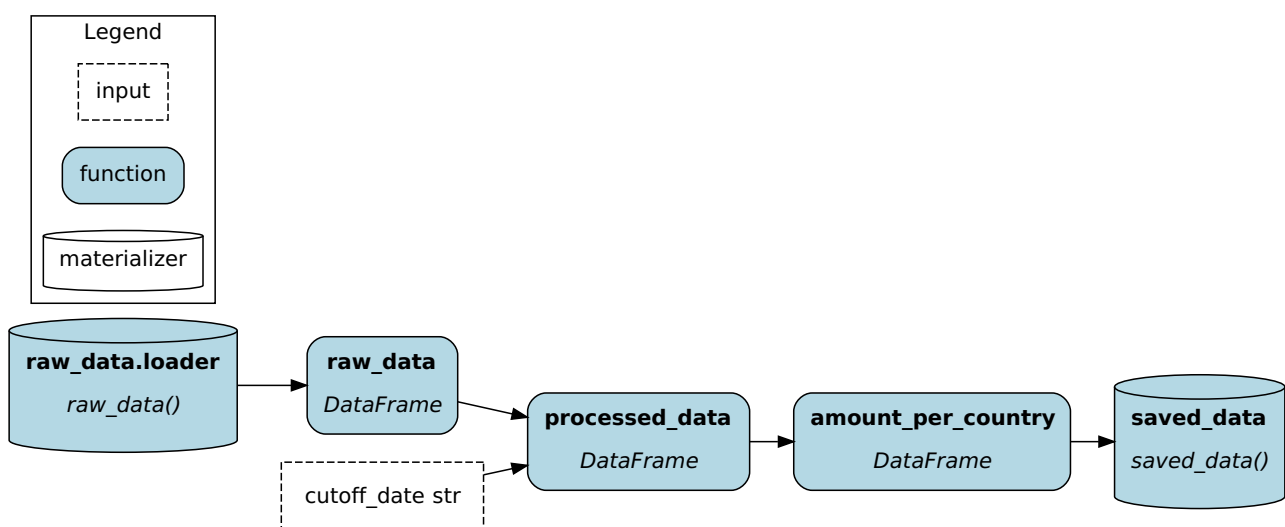 Legend
input
function
materializer
raw_data.loader
raw_data()
raw_data
DataFrame
cutoff_date str
processed_data
DataFrame
amount_per_country
DataFrame
saved_data
saved_data()